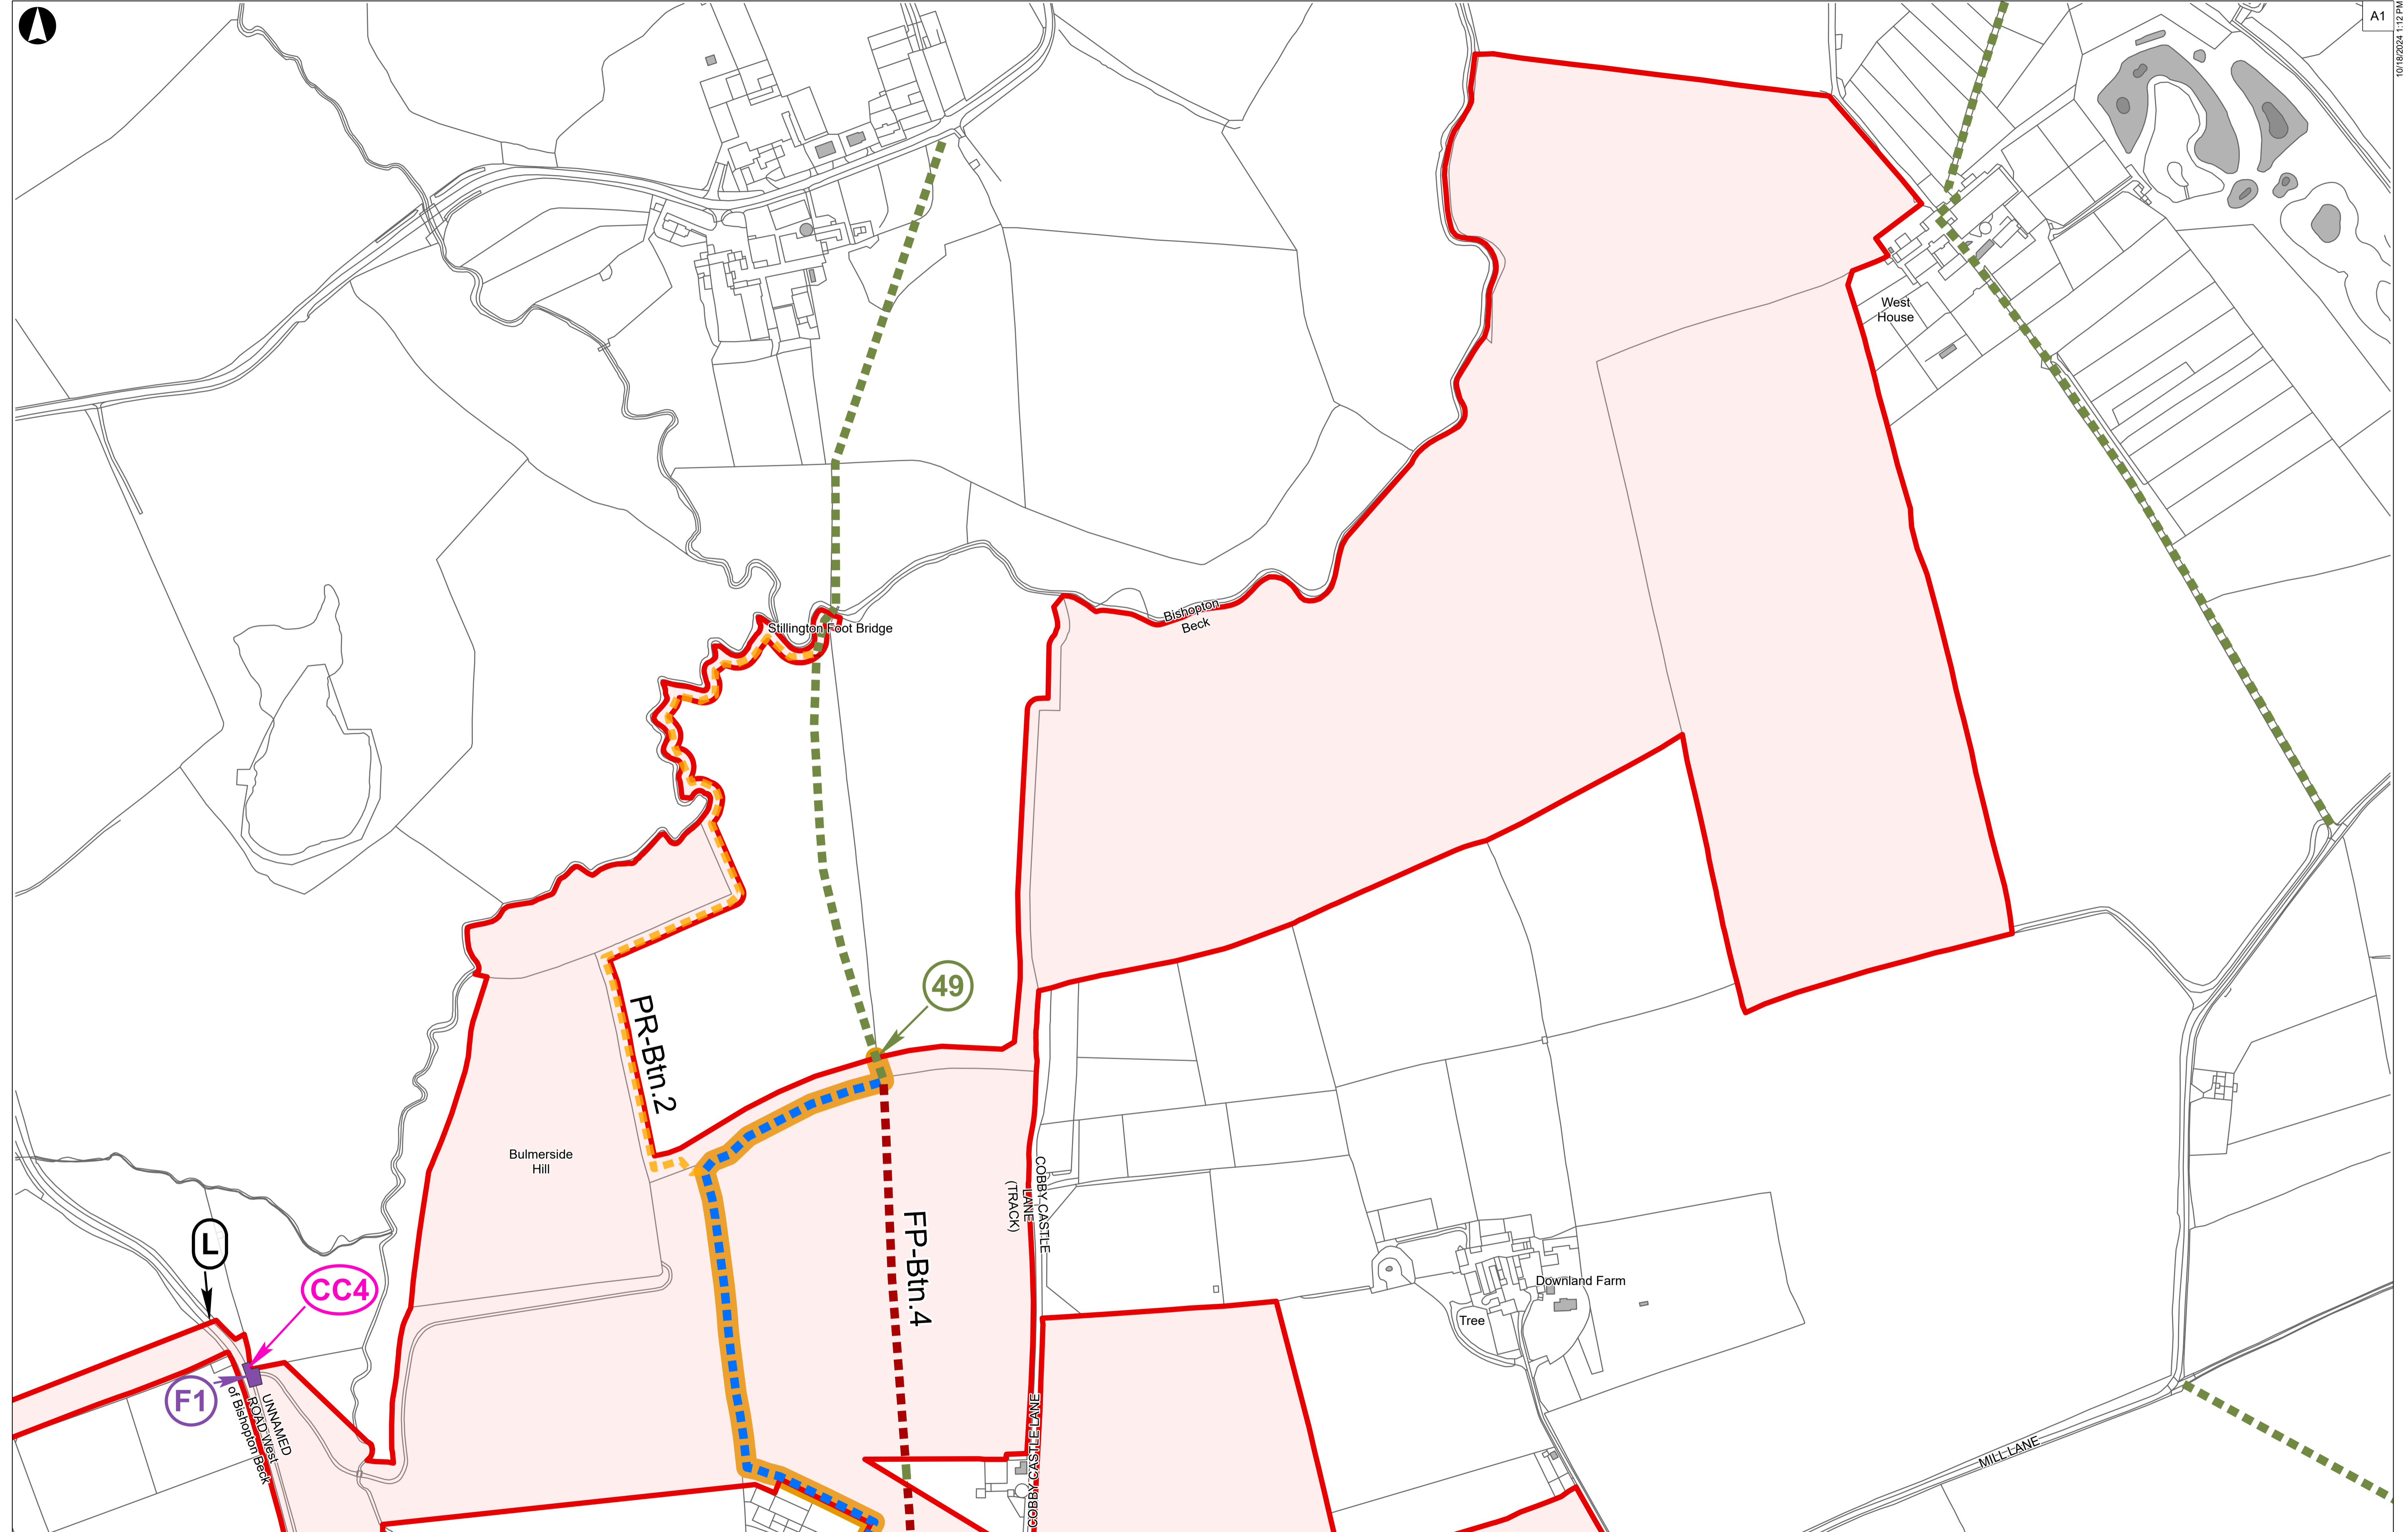 A1
10/18/2024 1:12 PM
West
House
Stillington Foot Bridge
Bishopton
Beck
49
PR-Btn.2
Bulmerside
Hill
COBBY CASTLE
LANE
(TRACK)
FP-Btn.4
L
CC4
F1
UNNAMED
ROAD West
of Bishopton Beck
Downland Farm
Tree
COBBY CASTLE LANE
MILL LANE